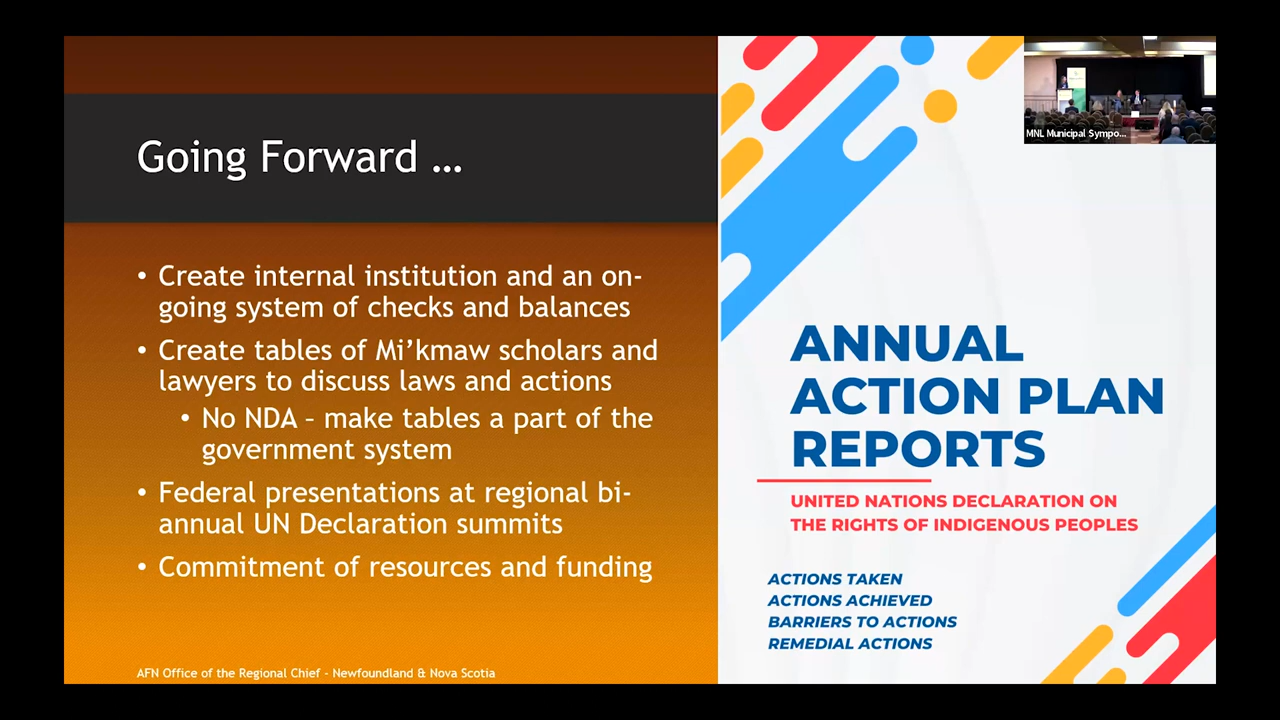 Going Forward ...
• Create internal institution and an on-
going system of checks and balances
• Create tables of Mi'kmaw scholars and
lawyers to discuss laws and actions
• No NDA – make tables a part of the
government system
• Federal presentations at regional bi-
annual UN Declaration summits
• Commitment of resources and funding
AFN Office of the Regional Chief - Newfoundland & Nova Scotia
MNL Municipal Sympo...
ANNUAL
ACTION PLAN
REPORTS
UNITED NATIONS DECLARATION ON
THE RIGHTS OF INDIGENOUS PEOPLES
ACTIONS TAKEN
ACTIONS ACHIEVED
BARRIERS TO ACTIONS
REMEDIAL ACTIONS